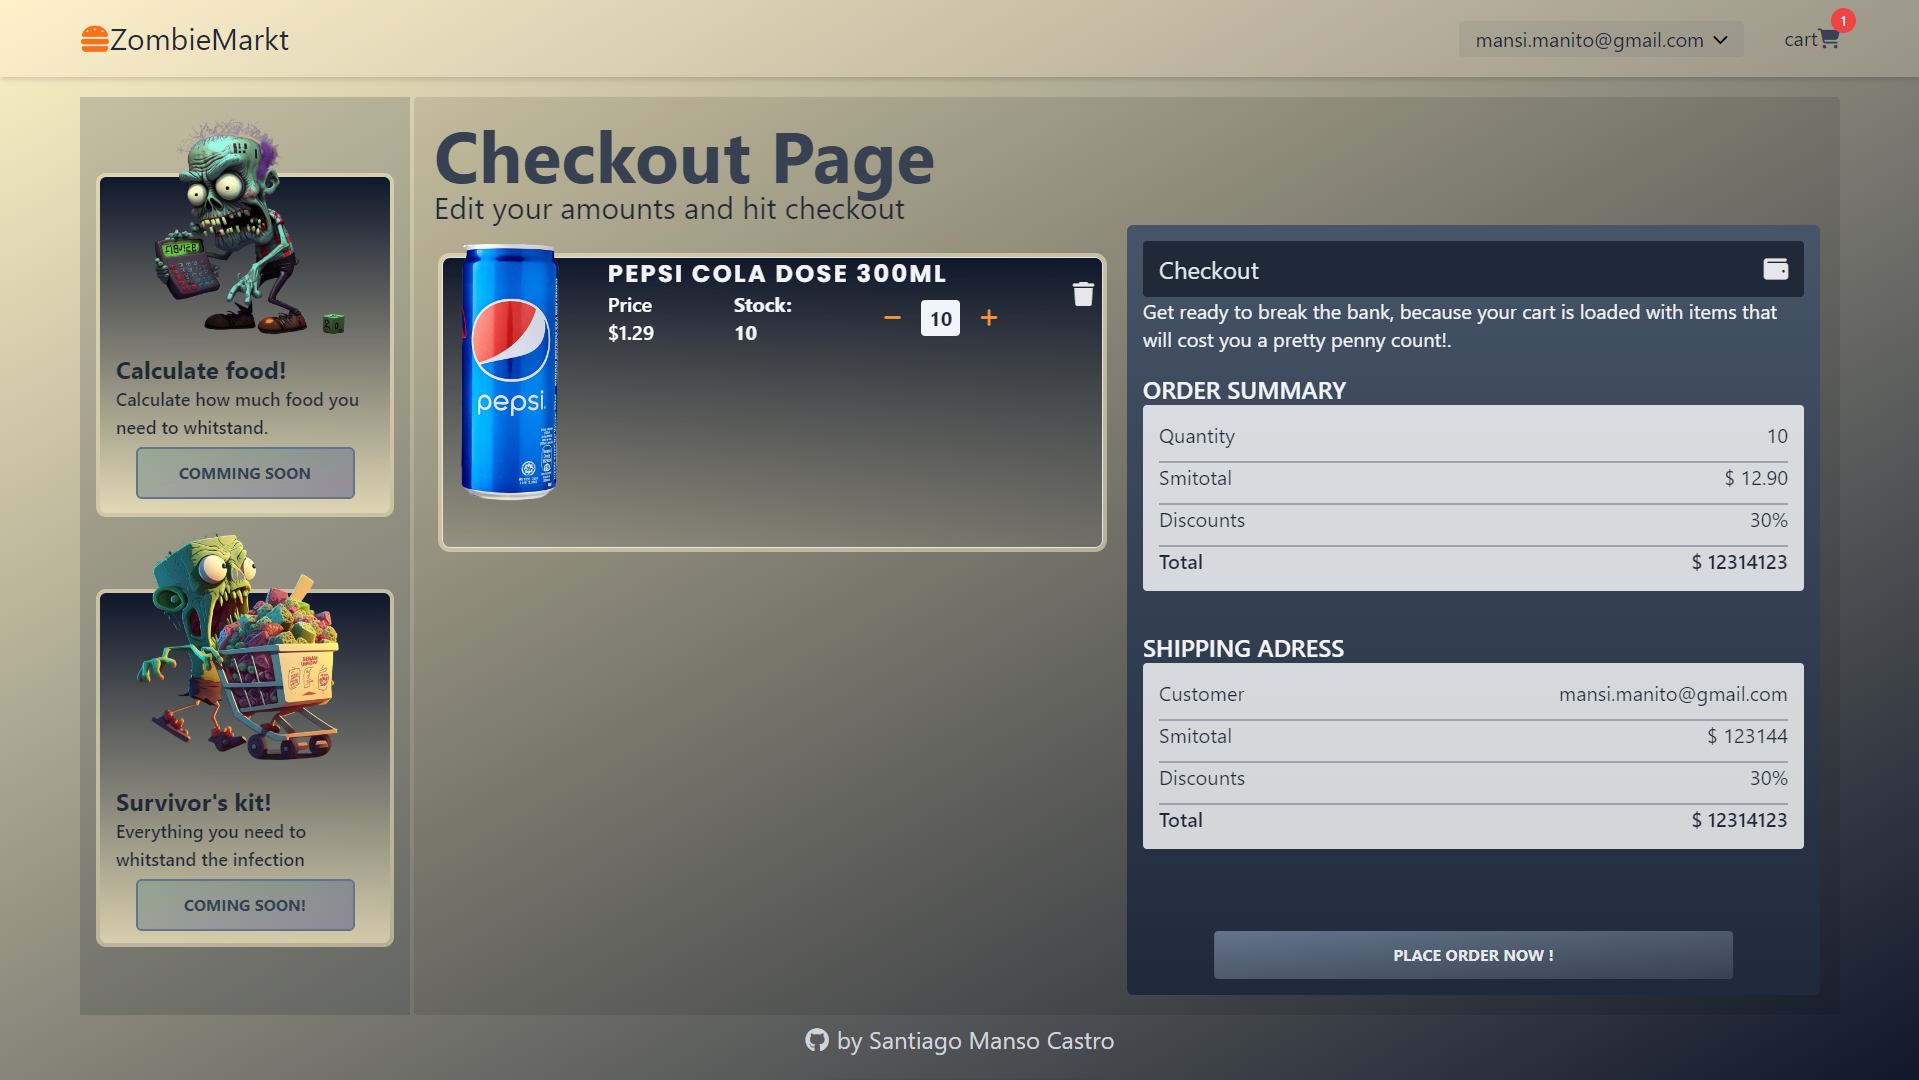 ZombieMarkt
mansi.manito@gmail.com
cart
1
Calculate food!
Calculate how much food you
need to whitstand.
COMMING SOON
Survivor's kit!
Everything you need to
whitstand the infection
COMING SOON!
Checkout Page
Edit your amounts and hit checkout
pepsi
PEPSI COLA DOSE 300ML
Price
$1.29
Stock:
10
− 10 +
Checkout
Get ready to break the bank, because your cart is loaded with items that
will cost you a pretty penny count!.
ORDER SUMMARY
Quantity 10
Smitotal $ 12.90
Discounts 30%
Total $ 12314123
SHIPPING ADRESS
Customer mansi.manito@gmail.com
Smitotal $ 123144
Discounts 30%
Total $ 12314123
PLACE ORDER NOW !
by Santiago Manso Castro